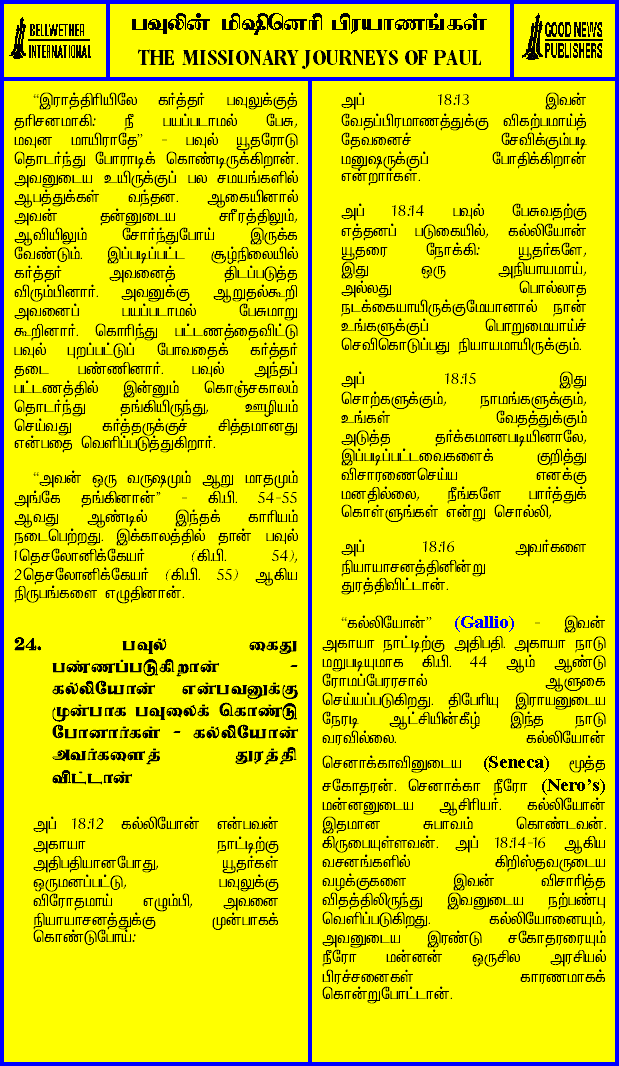 BELLWETHER
INTERNATIONAL
பவுலின் மிஷினெரி பிரயாணங்கள்
THE MISSIONARY JOURNEYS OF PAUL
GOOD NEWS
PUBLISHERS
“இராத்திரியிலே கர்த்தர் பவுலுக்குத்
தரிசனமாகி: நீ பயப்படாமல் பேசு,
மவுன மாயிராதே” - பவுல் யூதரோடு
தொடர்ந்து போராடிக் கொண்டிருக்கிறான்.
அவனுடைய உயிருக்குப் பல சமயங்களில்
ஆபத்துக்கள் வந்தன. ஆகையினால்
அவன் தன்னுடைய சரீரத்திலும்,
ஆவியிலும் சோர்ந்துபோய் இருக்க
வேண்டும். இப்படிப்பட்ட சூழ்நிலையில்
கர்த்தர் அவனைத் திடப்படுத்த
விரும்பினார். அவனுக்கு ஆறுதல்கூறி
அவனைப் பயப்படாமல் பேசுமாறு
கூறினார். கொரிந்து பட்டணத்தைவிட்டு
பவுல் புறப்பட்டுப் போவதைக் கர்த்தர்
தடை பண்ணினார். பவுல் அந்தப்
பட்டணத்தில் இன்னும் கொஞ்சகாலம்
தொடர்ந்து தங்கியிருந்து, ஊழியம்
செய்வது கர்த்தருக்குச் சித்தமானது
என்பதை வெளிப்படுத்துகிறார்.
“அவன் ஒரு வருஷமும் ஆறு மாதமும்
அங்கே தங்கினான்” - கி.பி. 54-55
ஆவது ஆண்டில் இந்தக் காரியம்
நடைபெற்றது. இக்காலத்தில் தான் பவுல்
1தெசலோனிக்கேயர் (கி.பி. 54),
2தெசலோனிக்கேயர் (கி.பி. 55) ஆகிய
நிருபங்களை எழுதினான்.
24. பவுல் கைது
பண்ணப்படுகிறான் -
கல்லியோன் என்பவனுக்கு
முன்பாக பவுலைக் கொண்டு
போனார்கள் - கல்லியோன்
அவர்களைத் துரத்தி
விட்டான்
அப் 18:12 கல்லியோன் என்பவன்
அகாயா நாட்டிற்கு
அதிபதியானபோது, யூதர்கள்
ஒருமனப்பட்டு, பவுலுக்கு
விரோதமாய் எழும்பி, அவனை
நியாயாசனத்துக்கு முன்பாகக்
கொண்டுபோய்:
அப் 18:13 இவன்
வேதப்பிரமாணத்துக்கு விகற்பமாய்த்
தேவனைச் சேவிக்கும்படி
மனுஷருக்குப் போதிக்கிறான்
என்றார்கள்.
அப் 18:14 பவுல் பேசுவதற்கு
எத்தனப் படுகையில், கல்லியோன்
யூதரை நோக்கி: யூதர்களே,
இது ஒரு அநியாயமாய்,
அல்லது பொல்லாத
நடக்கையாயிருக்குமேயானால் நான்
உங்களுக்குப் பொறுமையாய்ச்
செவிகொடுப்பது நியாயமாயிருக்கும்.
அப் 18:15 இது
சொற்களுக்கும், நாமங்களுக்கும்,
உங்கள் வேதத்துக்கும்
அடுத்த தர்க்கமானபடியினாலே,
இப்படிப்பட்டவைகளைக் குறித்து
விசாரணைசெய்ய எனக்கு
மனதில்லை, நீங்களே பார்த்துக்
கொள்ளுங்கள் என்று சொல்லி,
அப் 18:16 அவர்களை
நியாயாசனத்தினின்று
துரத்திவிட்டான்.
“கல்லியோன்” (Gallio) - இவன்
அகாயா நாட்டிற்கு அதிபதி. அகாயா நாடு
மறுபடியுமாக கி.பி. 44 ஆம் ஆண்டு
ரோமப்பேரரசால் ஆளுகை
செய்யப்படுகிறது. திபேரியு இராயனுடைய
நேரடி ஆட்சியின்கீழ் இந்த நாடு
வரவில்லை. கல்லியோன்
செனாக்காவினுடைய (Seneca) மூத்த
சகோதரன். செனாக்கா நீரோ (Nero’s)
மன்னனுடைய ஆசிரியர். கல்லியோன்
இதமான சுபாவம் கொண்டவன்.
கிருபையுள்ளவன். அப் 18:14-16 ஆகிய
வசனங்களில் கிறிஸ்தவருடைய
வழக்குகளை இவன் விசாரித்த
விதத்திலிருந்து இவனுடைய நற்பண்பு
வெளிப்படுகிறது. கல்லியோனையும்,
அவனுடைய இரண்டு சகோதரரையும்
நீரோ மன்னன் ஒருசில அரசியல்
பிரச்சனைகள் காரணமாகக்
கொன்றுபோட்டான்.